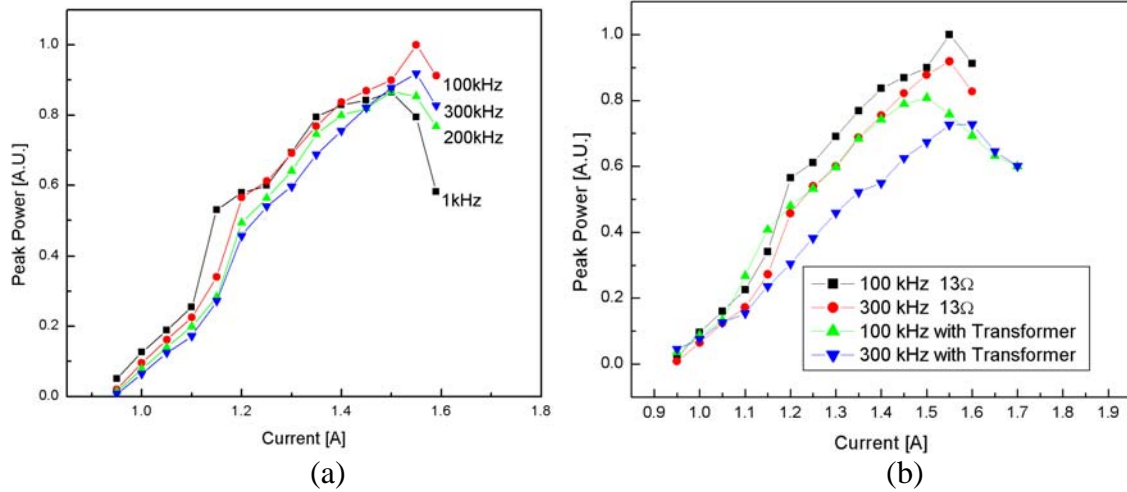 1.0
0.8
0.6
0.4
0.2
0.0
Peak Power [A.U.]
100kHz
300kHz
200kHz
1kHz
1.0 1.2 1.4 1.6 1.8
Current [A]
(a)
1.0
0.8
0.6
0.4
0.2
0.0
Peak Power [A.U.]
100 kHz 13Ω
300 kHz 13Ω
100 kHz with Transformer
300 kHz with Transformer
0.9 1.0 1.1 1.2 1.3 1.4 1.5 1.6 1.7 1.8 1.9
Current [A]
(b)